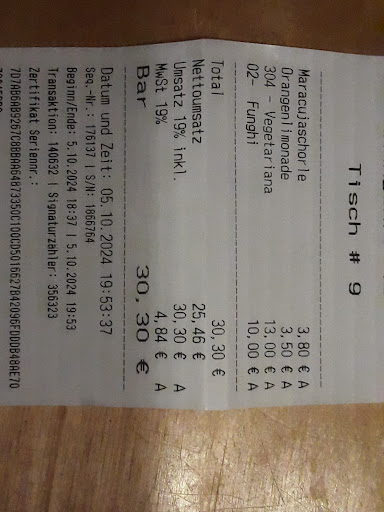 Tisch # 9
Maracujaschorle 3,80 € A
Orangenlimonade 3,50 € A
304 - Vegetariana 13,00 € A
02- Funghi 10,00 € A
Total 30,30 €
Nettoumsatz 25,46 €
Umsatz 19% inkl. 30,30 € A
MwSt 19% 4,84 € A
Bar 30,30 €
Datum und Zeit: 05.10.2024 19:53:37
Seq.-Nr.: 176137 | S/N: 1866764
Beginn/Ende: 5.10.2024 18:37 | 5.10.2024 19:53
Transaktion: 140632 | Signaturzähler: 356323
Zertifikat Seriennr.: